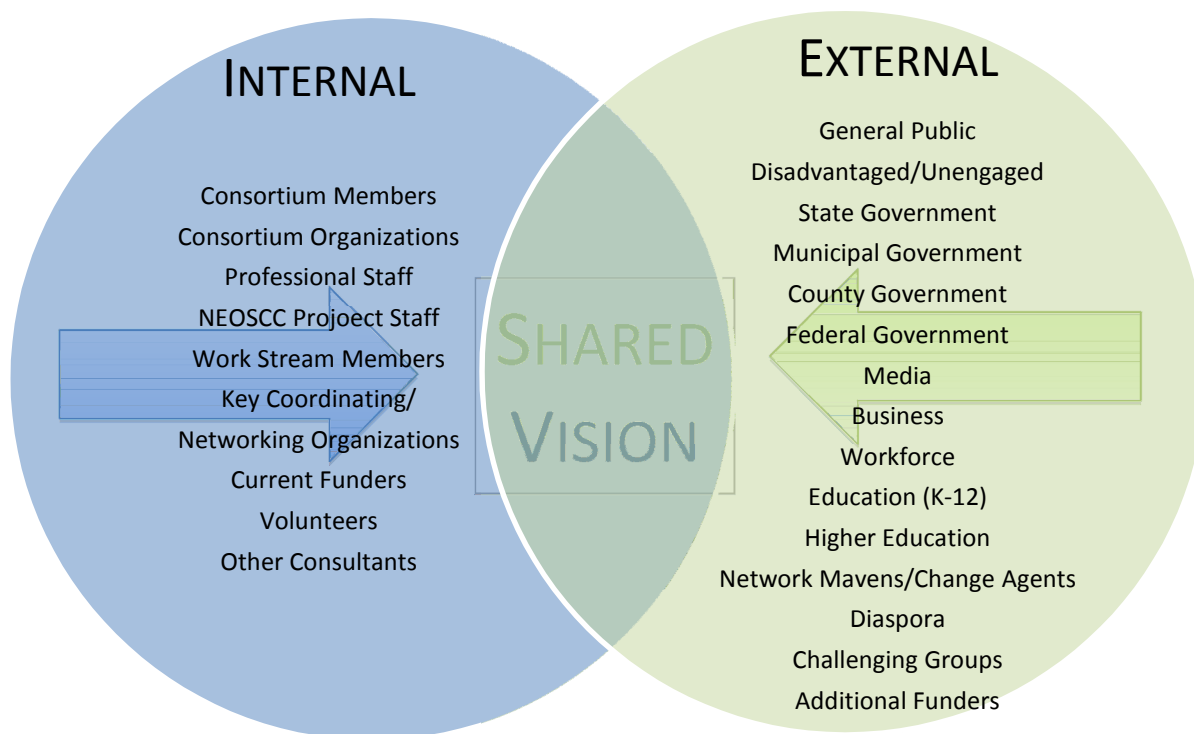 INTERNAL
Consortium Members
Consortium Organizations
Professional Staff
NEOSCC Projoect Staff
Work Stream Members
Key Coordinating/
Networking Organizations
Current Funders
Volunteers
Other Consultants
SHARED
VISION
EXTERNAL
General Public
Disadvantaged/Unengaged
State Government
Municipal Government
County Government
Federal Government
Media
Business
Workforce
Education (K-12)
Higher Education
Network Mavens/Change Agents
Diaspora
Challenging Groups
Additional Funders